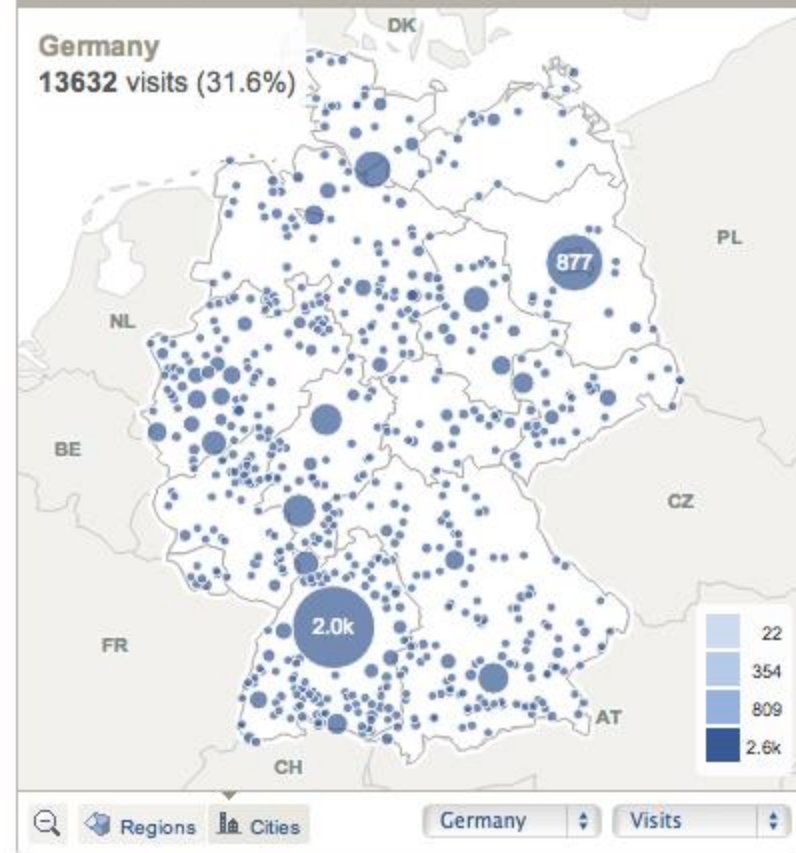 DK
Germany
13632 visits (31.6%)
PL
877
NL
BE
CZ
2.0k
FR
22
354
809
2.6k
AT
CH
Regions
Cities
Germany
Visits